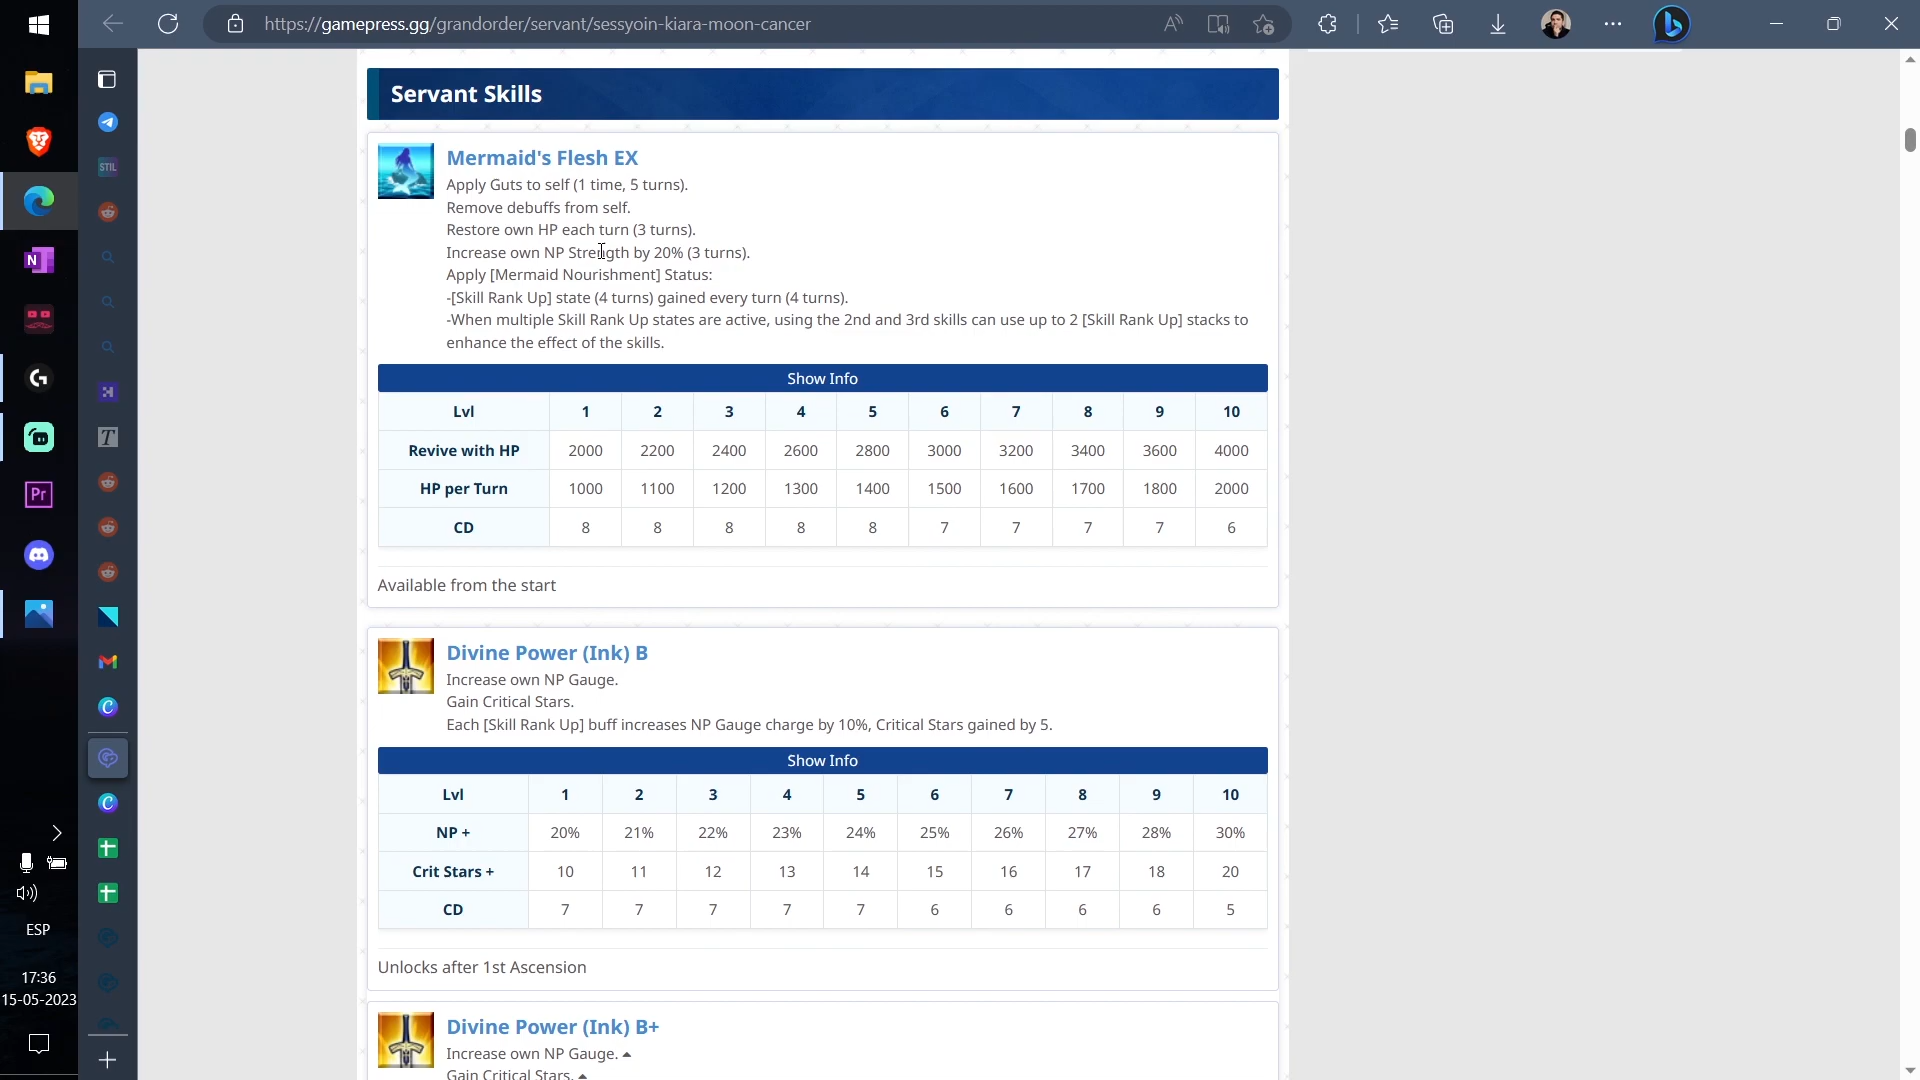 https://gamepress.gg/grandorder/servant/sessyoin-kiara-moon-cancer
Servant Skills
Mermaid's Flesh EX
Apply Guts to self (1 time, 5 turns).
Remove debuffs from self.
Restore own HP each turn (3 turns).
Increase own NP Strength by 20% (3 turns).
Apply [Mermaid Nourishment] Status:
-[Skill Rank Up] state (4 turns) gained every turn (4 turns).
-When multiple Skill Rank Up states are active, using the 2nd and 3rd skills can use up to 2 [Skill Rank Up] stacks to
enhance the effect of the skills.
Show Info
Lvl 1 2 3 4 5 6 7 8 9 10
Revive with HP 2000 2200 2400 2600 2800 3000 3200 3400 3600 4000
HP per Turn 1000 1100 1200 1300 1400 1500 1600 1700 1800 2000
CD 8 8 8 8 8 7 7 7 7 6
Available from the start
Divine Power (Ink) B
Increase own NP Gauge.
Gain Critical Stars.
Each [Skill Rank Up] buff increases NP Gauge charge by 10%, Critical Stars gained by 5.
Show Info
Lvl 1 2 3 4 5 6 7 8 9 10
NP + 20% 21% 22% 23% 24% 25% 26% 27% 28% 30%
Crit Stars + 10 11 12 13 14 15 16 17 18 20
CD 7 7 7 7 7 6 6 6 6 5
Unlocks after 1st Ascension
Divine Power (Ink) B+
Increase own NP Gauge.
Gain Critical Stars.
STIL
T
Pr
ESP
17:36
15-05-2023